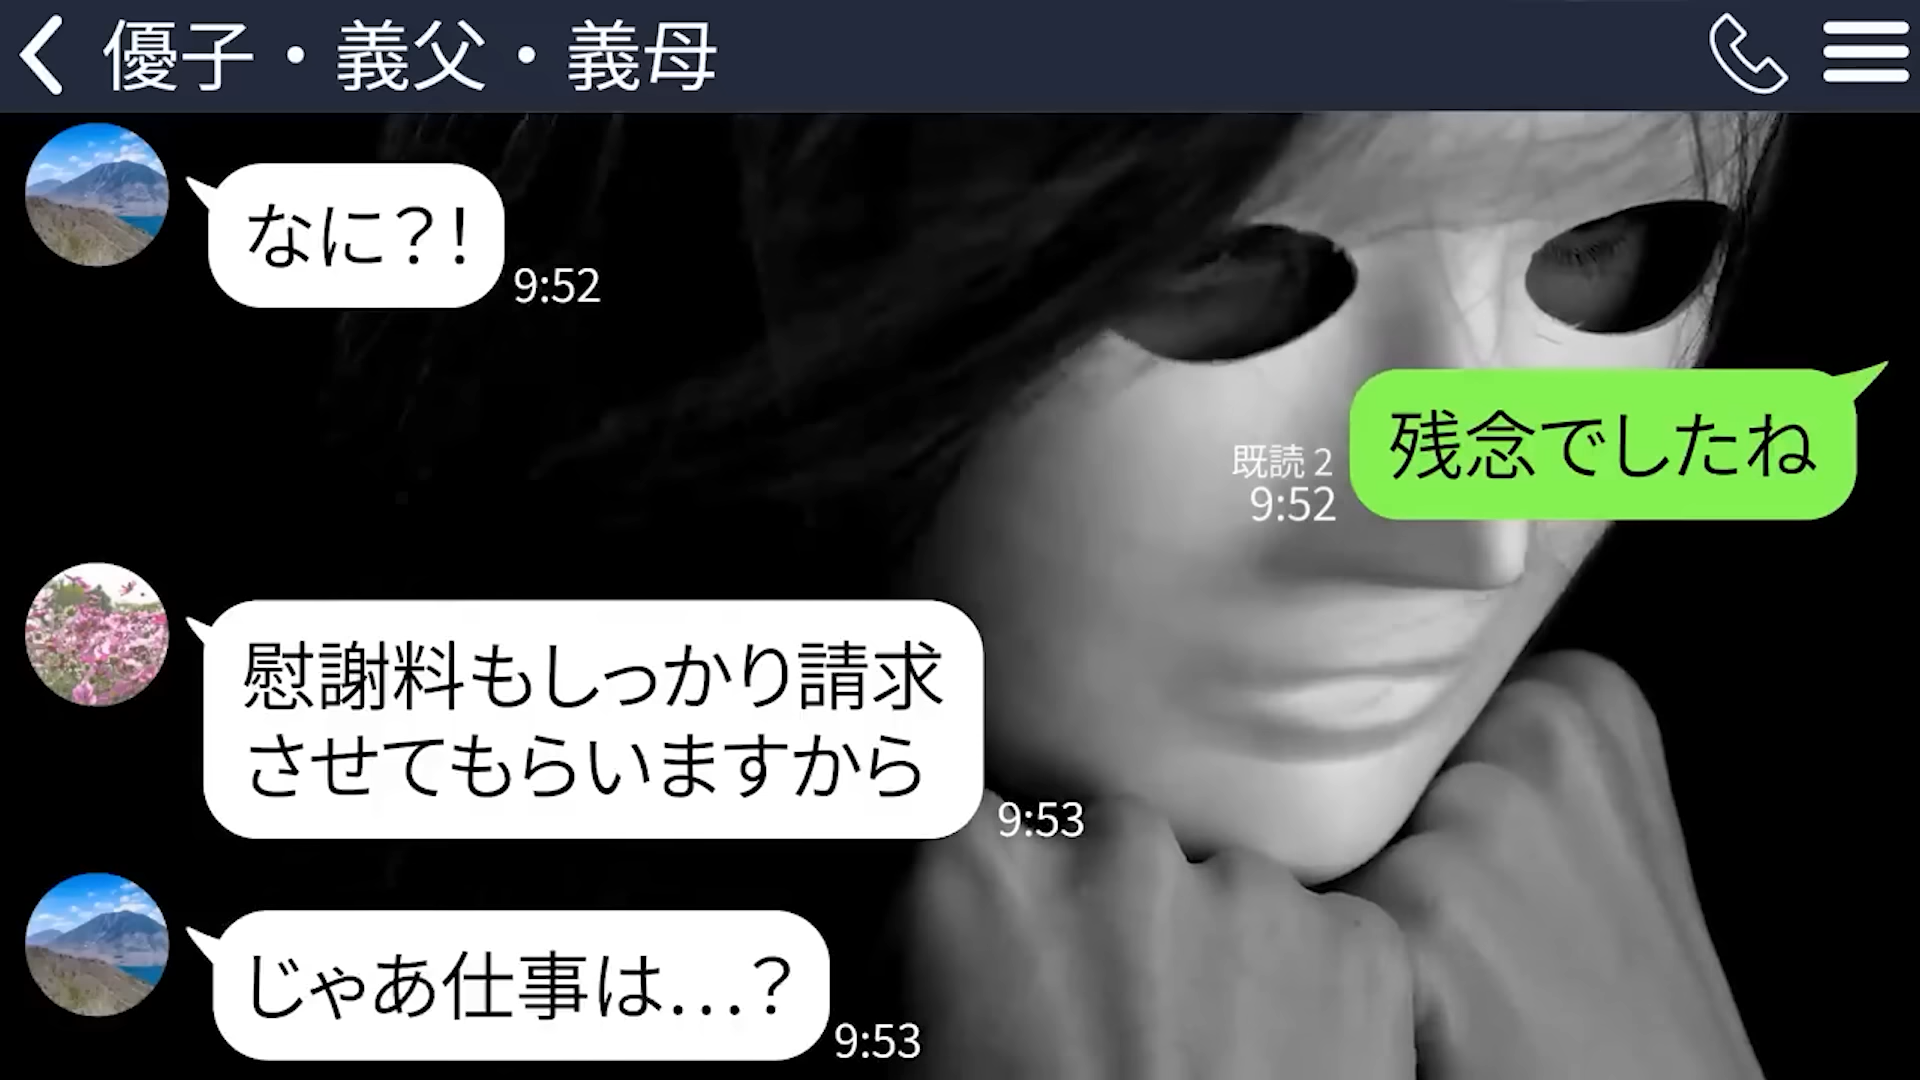 優子・義父・義母
なに？！
9:52
残念でしたね
既読 2
9:52
慰謝料もしっかり請求
させてもらいますから
9:53
じゃあ仕事は…？
9:53